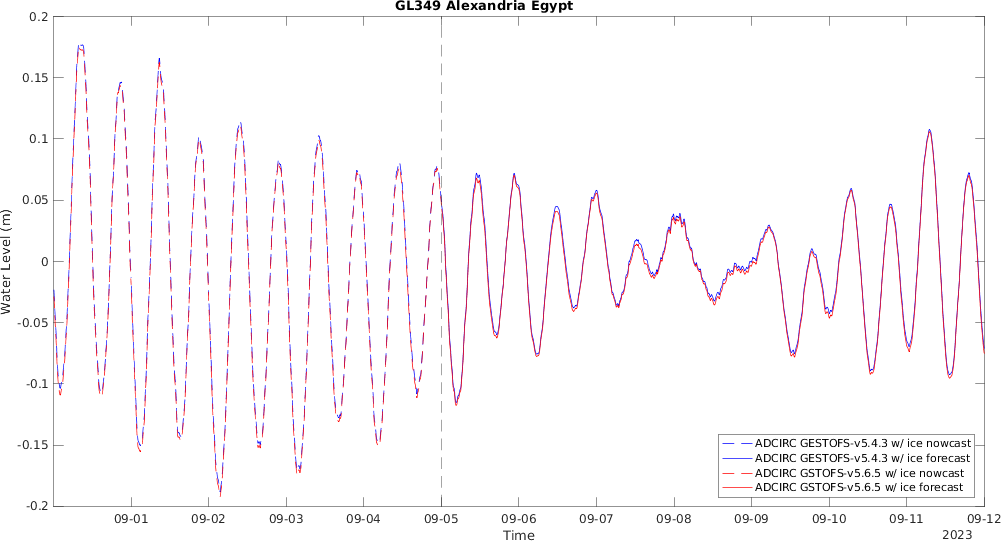 GL349 Alexandria Egypt
0.2
0.15
0.1
0.05
0
-0.05
-0.1
-0.15
-0.2
Water Level (m)
09-01 09-02 09-03 09-04 09-05 09-06 09-07 09-08 09-09 09-10 09-11 09-12
Time
2023
ADCIRC GESTOFS-v5.4.3 w/ ice nowcast
ADCIRC GESTOFS-v5.4.3 w/ ice forecast
ADCIRC GSTOFS-v5.6.5 w/ ice nowcast
ADCIRC GSTOFS-v5.6.5 w/ ice forecast